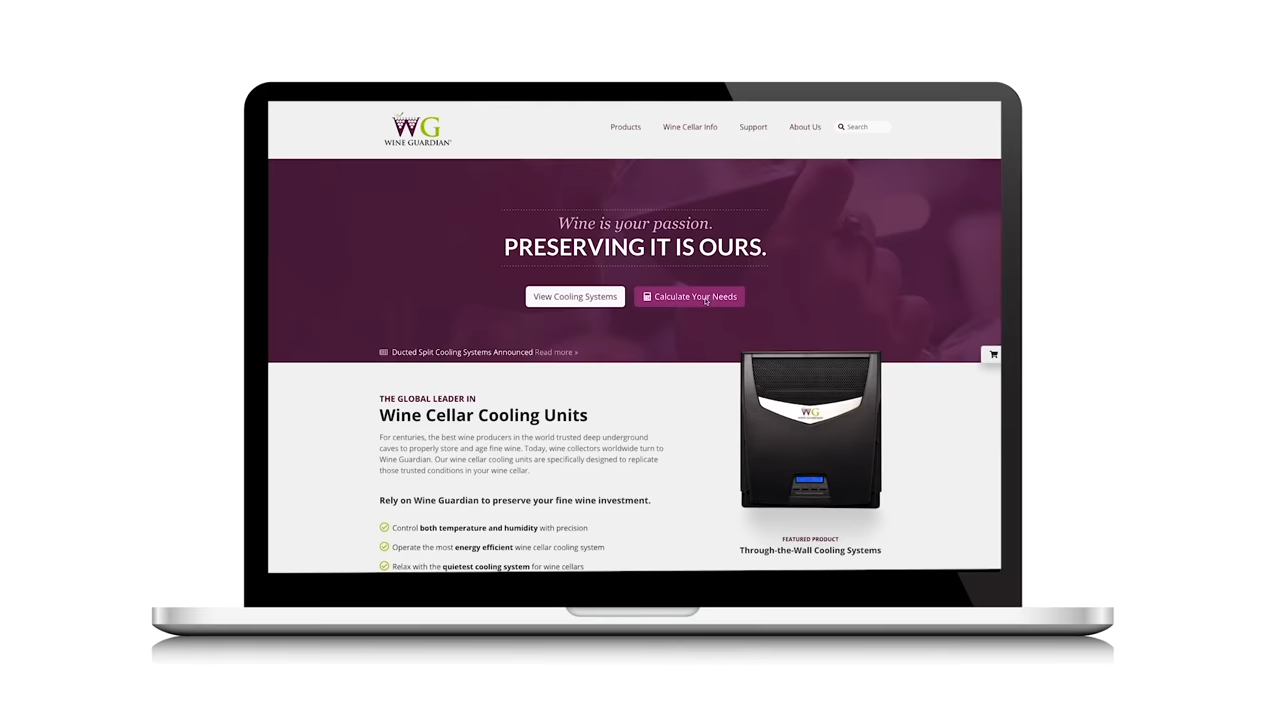 WG
WINE GUARDIAN®
Products
Wine Cellar Info
Support
About Us
Search
Wine is your passion.
PRESERVING IT IS OURS.
View Cooling Systems
Calculate Your Needs
Ducted Split Cooling Systems Announced Read more »
THE GLOBAL LEADER IN
Wine Cellar Cooling Units
For centuries, the best wine producers in the world trusted deep underground
caves to properly store and age fine wine. Today, wine collectors worldwide turn to
Wine Guardian. Our wine cellar cooling units are specifically designed to replicate
those trusted conditions in your wine cellar.
Rely on Wine Guardian to preserve your fine wine investment.
Control both temperature and humidity with precision
Operate the most energy efficient wine cellar cooling system
Relax with the quietest cooling system for wine cellars
WG
FEATURED PRODUCT
Through-the-Wall Cooling Systems